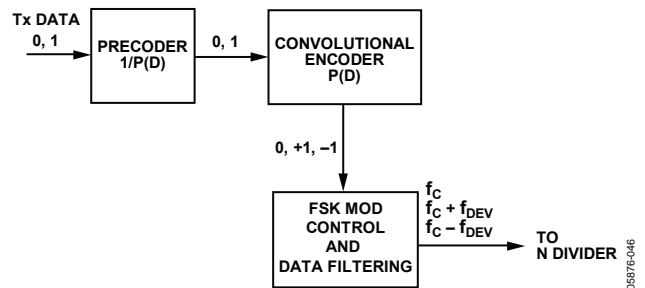 Tx DATA
0, 1
PRECODER
1/P(D)
0, 1
CONVOLUTIONAL
ENCODER
P(D)
0, +1, –1
FSK MOD
CONTROL
AND
DATA FILTERING
fC
fC + fDEV
fC – fDEV
TO
N DIVIDER
05876-046